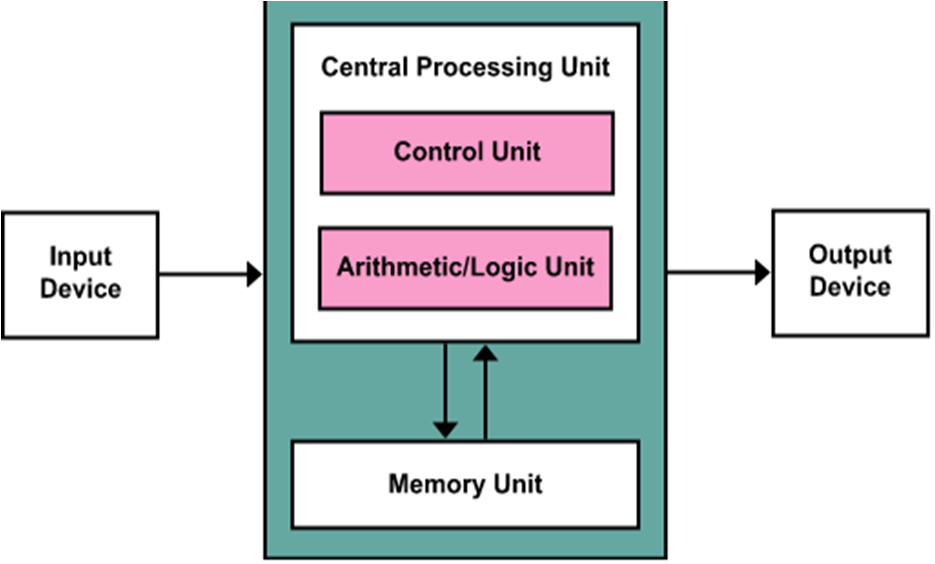 Central Processing Unit
Control Unit
Arithmetic/Logic Unit
Input
Device
Output
Device
Memory Unit